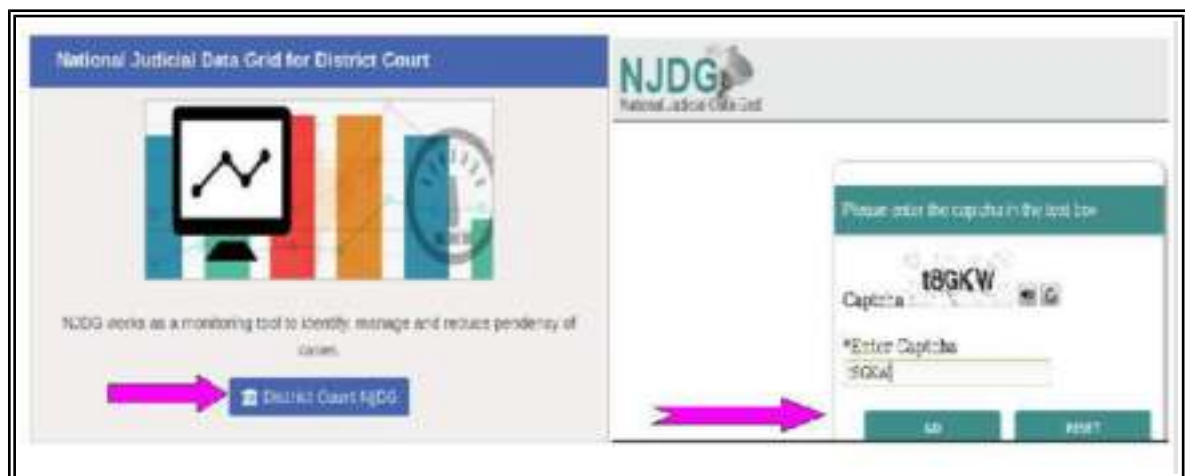 National Judicial Data Grid for District Court
NJDG works as a monitoring tool to identify, manage and reduce pendency of
cases.
District Court NJDG
NJDG
National Judicial Data Grid
Please enter the captcha in the text box
Captcha :
t8GKW
*Enter Captcha
GO
RESET